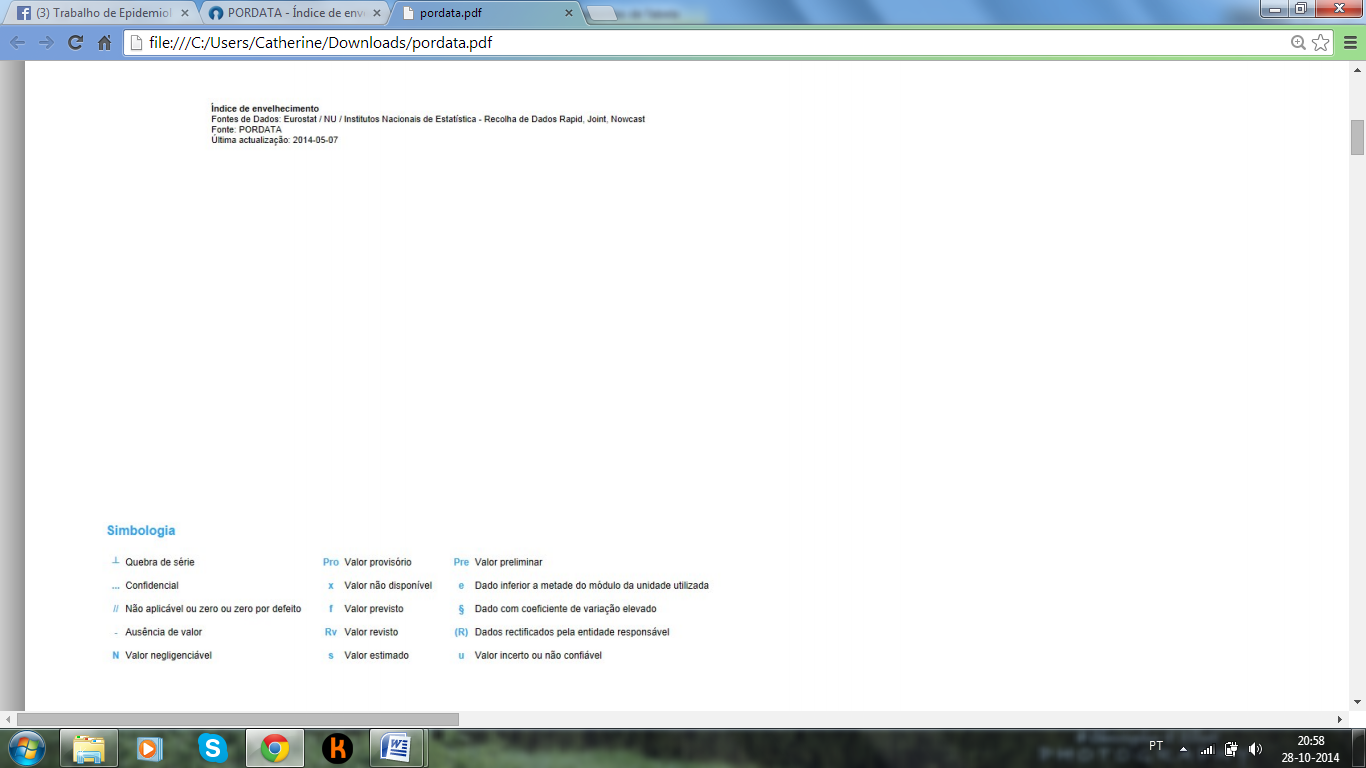 (3) Trabalho de Epidemiol
PORDATA - Índice de enve
pordata.pdf
file:///C:/Users/Catherine/Downloads/pordata.pdf
Índice de envelhecimento
Fontes de Dados: Eurostat / NU / Institutos Nacionais de Estatística - Recolha de Dados Rapid, Joint, Nowcast
Fonte: PORDATA
Última actualização: 2014-05-07
Simbologia
┴ Quebra de série Pro Valor provisório Pre Valor preliminar
... Confidencial x Valor não disponível e Dado inferior a metade do módulo da unidade utilizada
// Não aplicável ou zero ou zero por defeito f Valor previsto § Dado com coeficiente de variação elevado
- Ausência de valor Rv Valor revisto (R) Dados rectificados pela entidade responsável
N Valor negligenciável s Valor estimado u Valor incerto ou não confiável
PT
20:58
28-10-2014